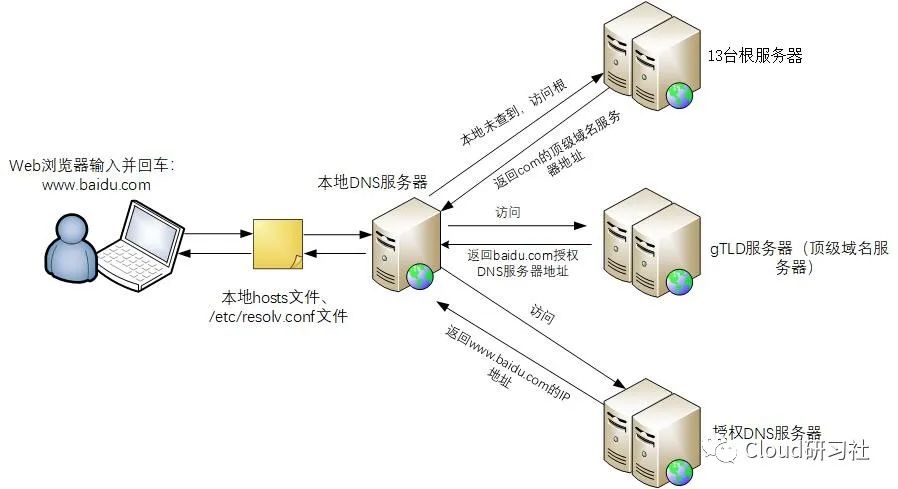 13台根服务器
本地未查到，访问根
返回com的顶级域名服务
器地址
Web浏览器输入并回车：
www.baidu.com
本地DNS服务器
访问
返回baidu.com授权
DNS服务器地址
gTLD服务器（顶级域名服
务器）
本地hosts文件、
/etc/resolv.conf文件
访问
返回www.baidu.com的IP
地址
授权DNS服务器
Cloud研习社